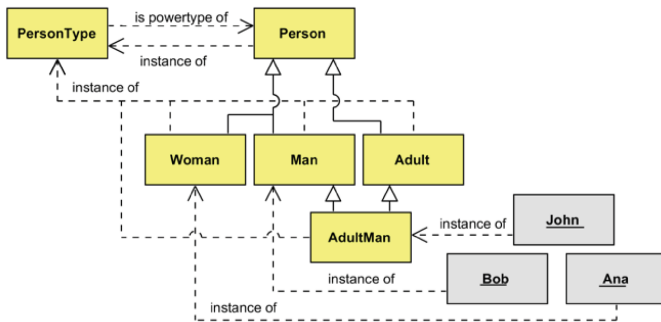 is powertype of
PersonType
Person
instance of
instance of
Woman
Man
Adult
John
instance of
AdultMan
instance of
Bob
Ana
instance of